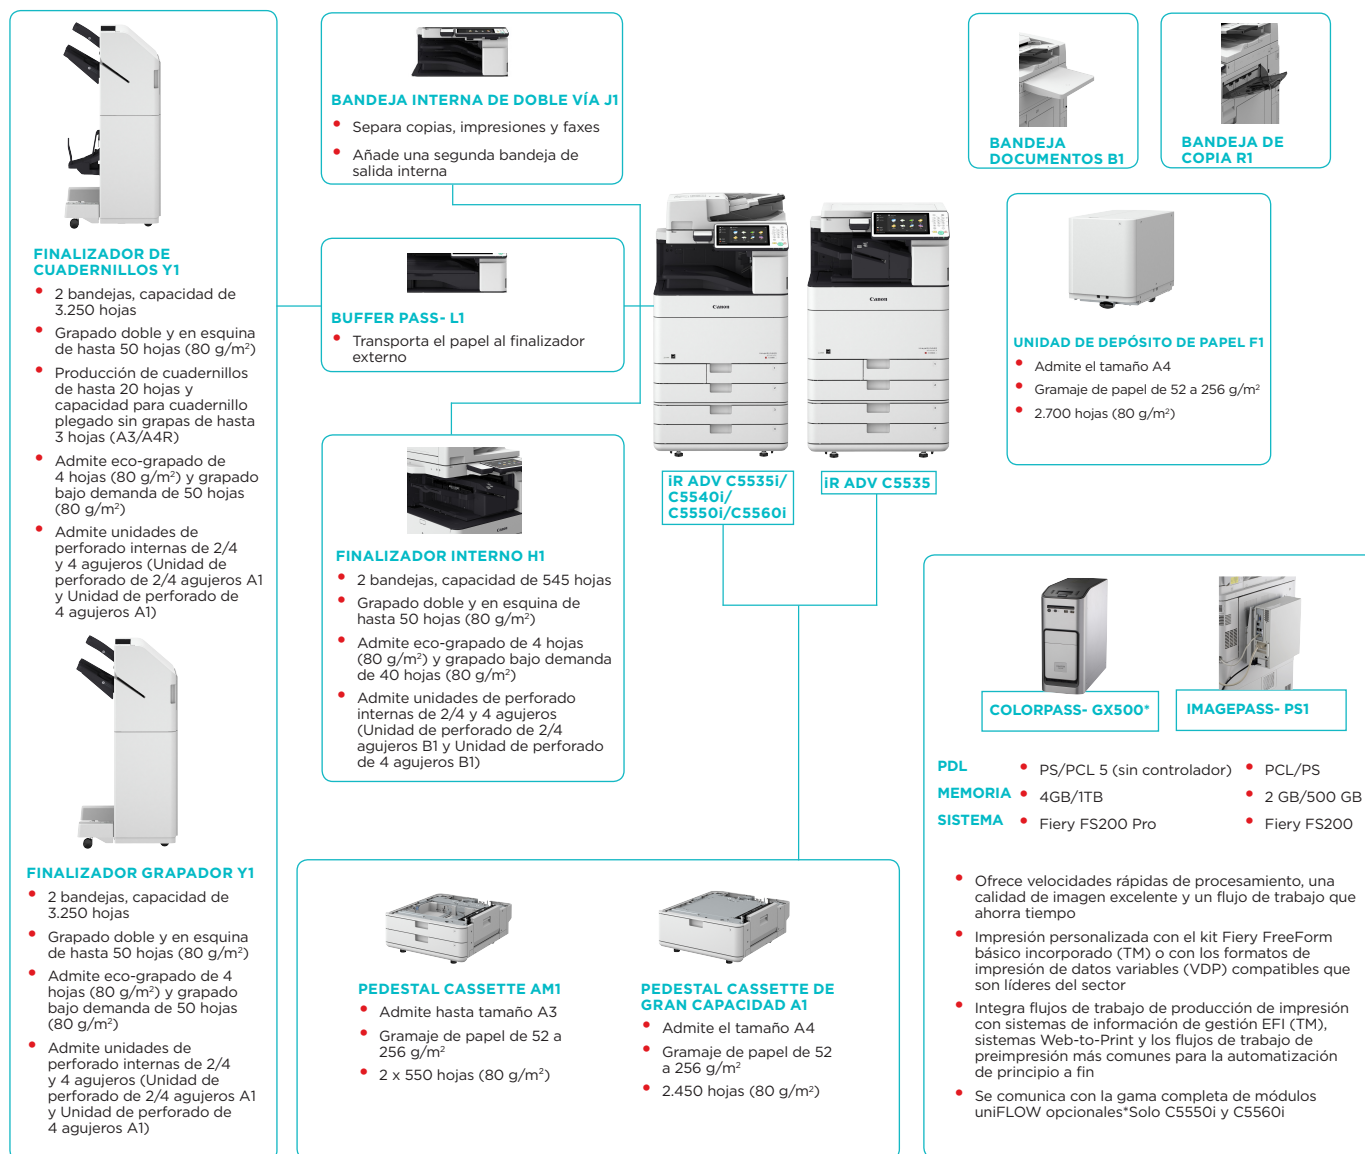 FINALIZADOR DE
CUADERNILLOS Y1
• 2 bandejas, capacidad de
3.250 hojas
• Grapado doble y en esquina
de hasta 50 hojas (80 g/m²)
• Producción de cuadernillos
de hasta 20 hojas y
capacidad para cuadernillo
plegado sin grapas de hasta
3 hojas (A3/A4R)
• Admite eco-grapado de
4 hojas (80 g/m²) y grapado
bajo demanda de 50 hojas
(80 g/m²)
• Admite unidades de
perforado internas de 2/4
y 4 agujeros (Unidad de
perforado de 2/4 agujeros A1
y Unidad de perforado de
4 agujeros A1)
FINALIZADOR GRAPADOR Y1
• 2 bandejas, capacidad de
3.250 hojas
• Grapado doble y en esquina
de hasta 50 hojas (80 g/m²)
• Admite eco-grapado de 4
hojas (80 g/m²) y grapado
bajo demanda de 50 hojas
(80 g/m²)
• Admite unidades de
perforado internas de 2/4
y 4 agujeros (Unidad de
perforado de 2/4 agujeros A1
y Unidad de perforado de
4 agujeros A1)
BANDEJA INTERNA DE DOBLE VÍA J1
• Separa copias, impresiones y faxes
• Añade una segunda bandeja de
salida interna
BUFFER PASS- L1
• Transporta el papel al finalizador
externo
Canon
FINALIZADOR INTERNO H1
• 2 bandejas, capacidad de 545 hojas
• Grapado doble y en esquina de
hasta 50 hojas (80 g/m²)
• Admite eco-grapado de 4 hojas
(80 g/m²) y grapado bajo demanda
de 40 hojas (80 g/m²)
• Admite unidades de perforado
internas de 2/4 y 4 agujeros
(Unidad de perforado de 2/4
agujeros B1 y Unidad de perforado
de 4 agujeros B1)
Canon
Canon
iR ADV C5535i/
C5540i/
C5550i/C5560i
iR ADV C5535
PEDESTAL CASSETTE AM1
• Admite hasta tamaño A3
• Gramaje de papel de 52 a
256 g/m²
• 2 x 550 hojas (80 g/m²)
PEDESTAL CASSETTE DE
GRAN CAPACIDAD A1
• Admite el tamaño A4
• Gramaje de papel de 52
a 256 g/m²
• 2.450 hojas (80 g/m²)
BANDEJA
DOCUMENTOS B1
BANDEJA DE
COPIA R1
UNIDAD DE DEPÓSITO DE PAPEL F1
• Admite el tamaño A4
• Gramaje de papel de 52 a 256 g/m²
• 2.700 hojas (80 g/m²)
COLORPASS- GX500* IMAGEPASS- PS1
PDL • PS/PCL 5 (sin controlador) • PCL/PS
MEMORIA • 4GB/1TB • 2 GB/500 GB
SISTEMA • Fiery FS200 Pro • Fiery FS200
• Ofrece velocidades rápidas de procesamiento, una
calidad de imagen excelente y un flujo de trabajo que
ahorra tiempo
• Impresión personalizada con el kit Fiery FreeForm
básico incorporado (TM) o con los formatos de
impresión de datos variables (VDP) compatibles que
son líderes del sector
• Integra flujos de trabajo de producción de impresión
con sistemas de información de gestión EFI (TM),
sistemas Web-to-Print y los flujos de trabajo de
preimpresión más comunes para la automatización
de principio a fin
• Se comunica con la gama completa de módulos
uniFLOW opcionales*Solo C5550i y C5560i